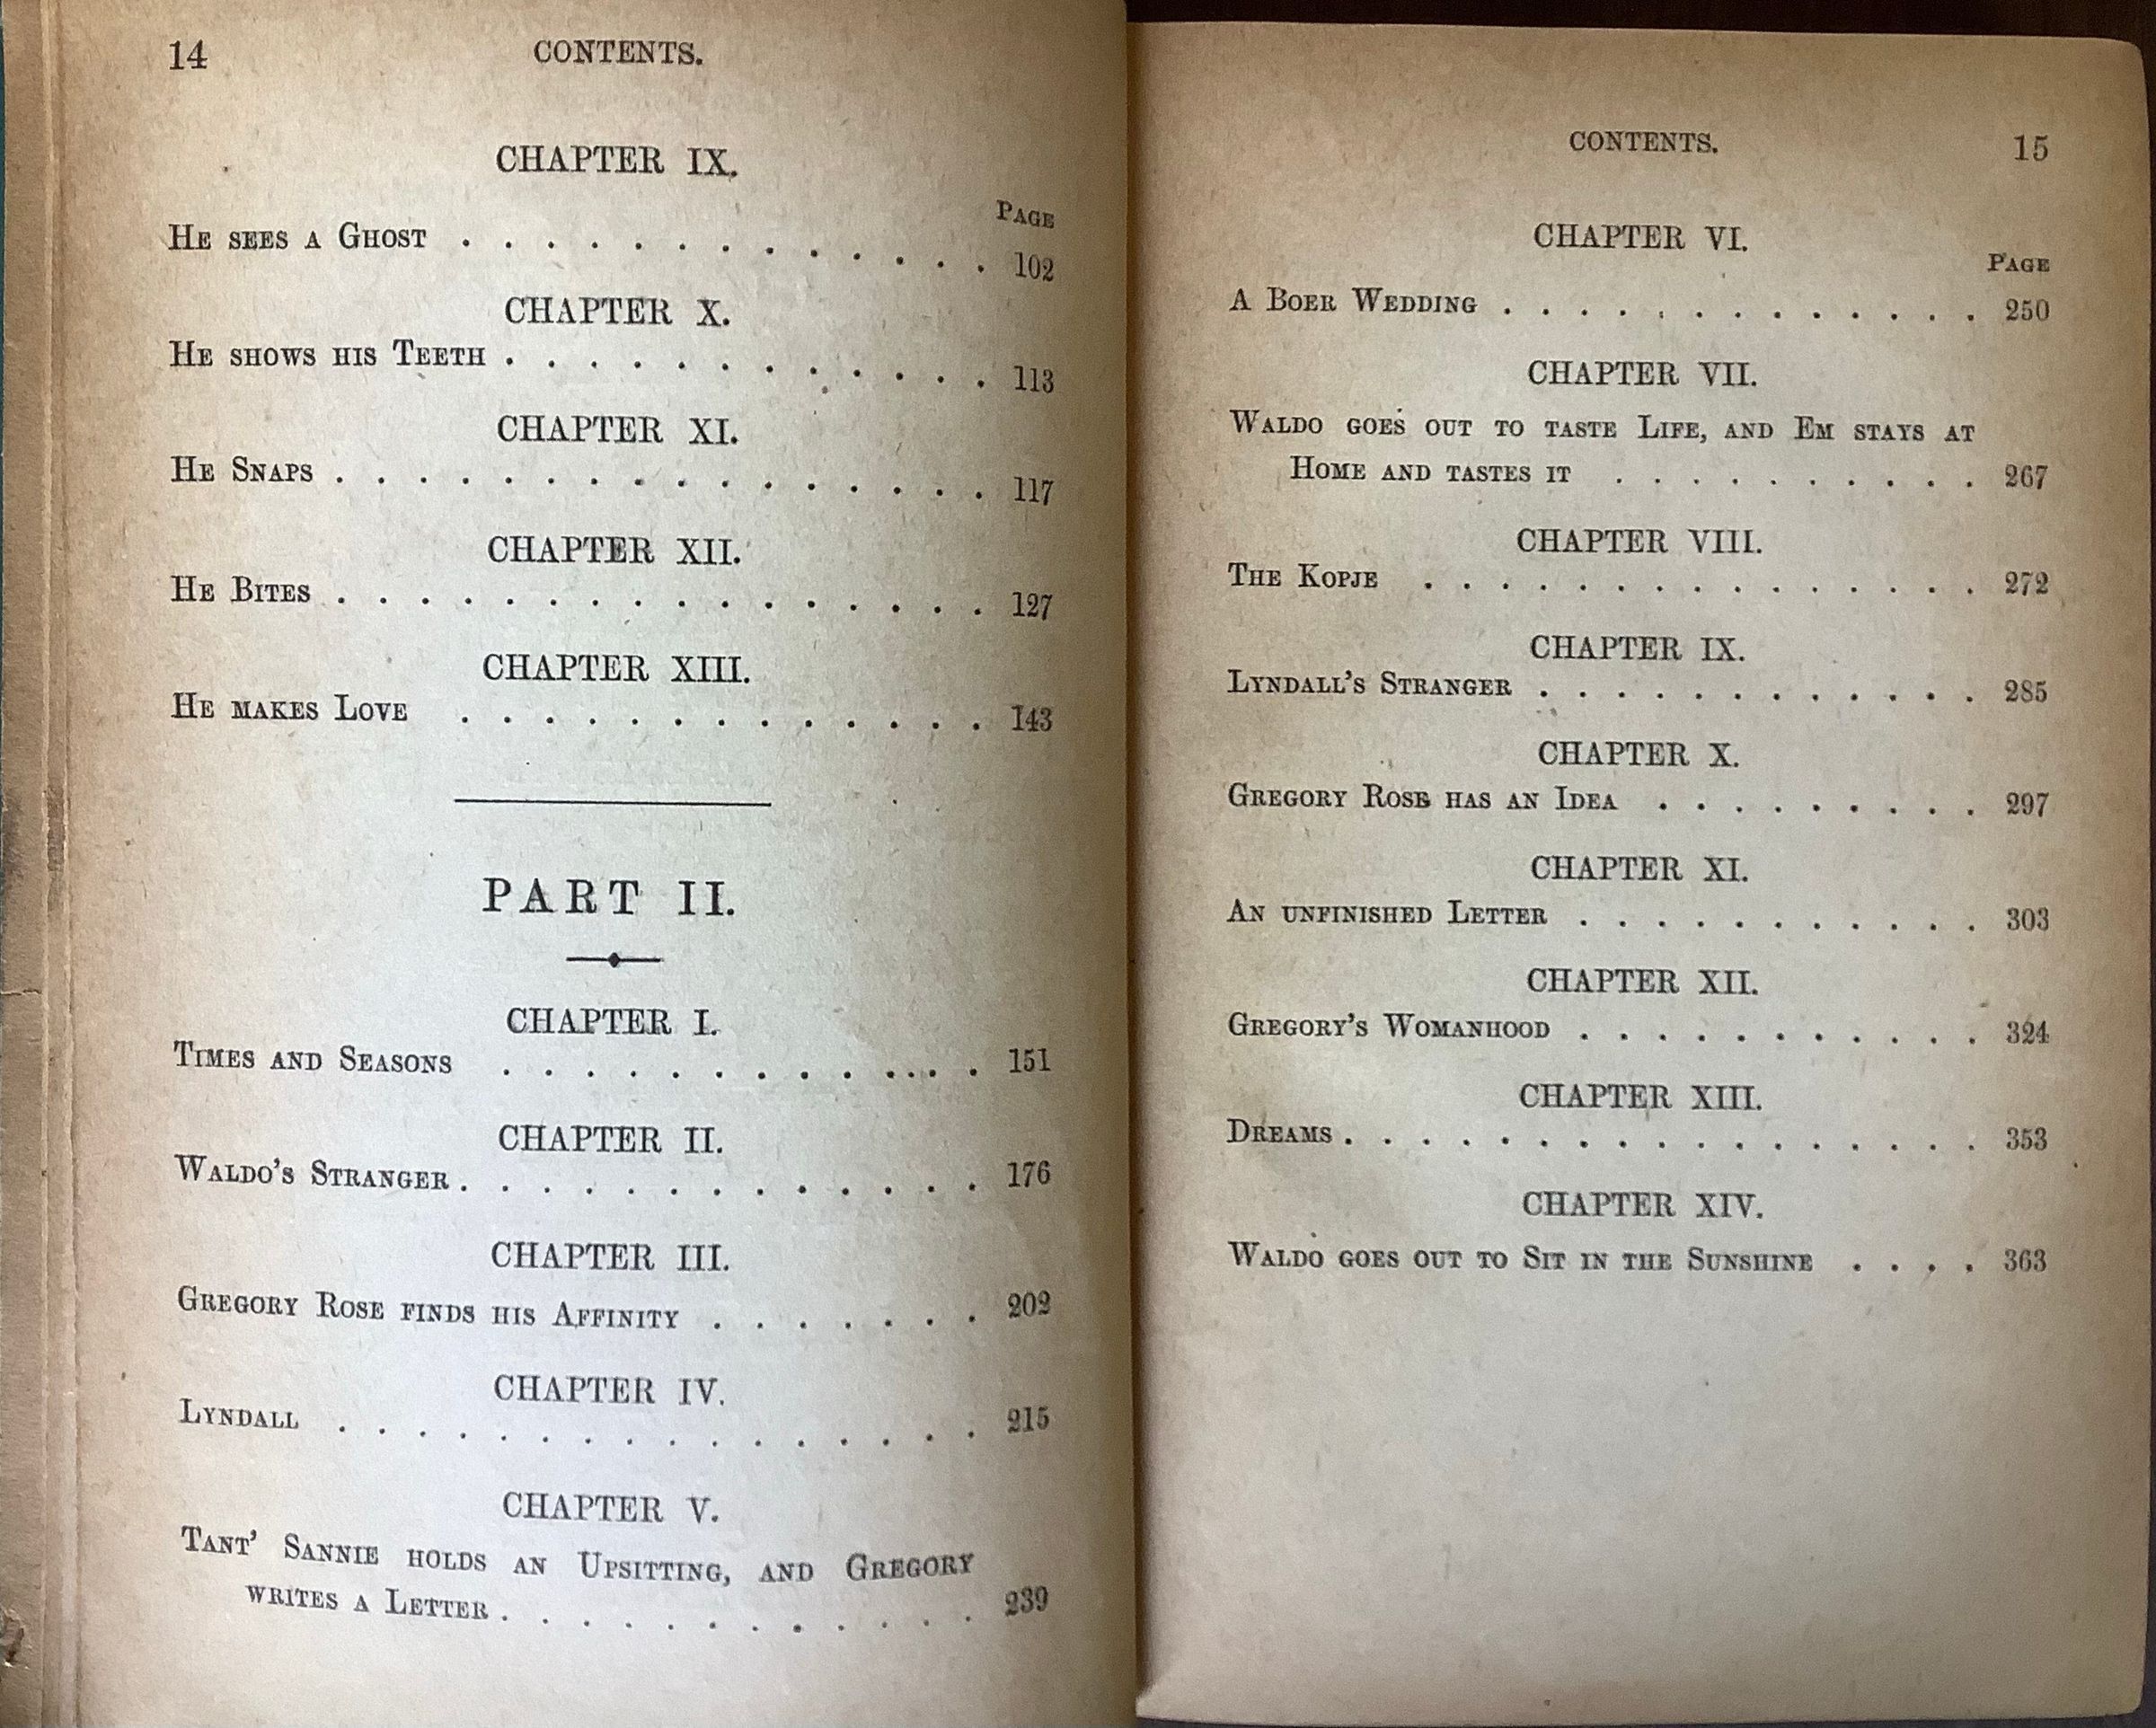 14 CONTENTS.
CHAPTER IX.
PAGE
HE SEES A GHOST . . . . . . . . . . . . . 102
CHAPTER X.
HE SHOWS HIS TEETH . . . . . . . . . . . . 113
CHAPTER XI.
HE SNAPS . . . . . . . . . . . . . . . . 117
CHAPTER XII.
HE BITES . . . . . . . . . . . . . . . . 127
CHAPTER XIII.
HE MAKES LOVE . . . . . . . . . . . . . 143
PART II.
CHAPTER I.
TIMES AND SEASONS . . . . . . . . . . . . . . 151
CHAPTER II.
WALDO'S STRANGER . . . . . . . . . . . . . 176
CHAPTER III.
GREGORY ROSE FINDS HIS AFFINITY . . . . . . . 202
CHAPTER IV.
LYNDALL . . . . . . . . . . . . . . . . 215
CHAPTER V.
TANT' SANNIE HOLDS AN UPSITTING, AND GREGORY
WRITES A LETTER . . . . . . . . . . . . 239
CONTENTS. 15
CHAPTER VI.
PAGE
A BOER WEDDING . . . . . . . . . . . . . 250
CHAPTER VII.
WALDO GOES OUT TO TASTE LIFE, AND EM STAYS AT
HOME AND TASTES IT . . . . . . . . . . 267
CHAPTER VIII.
THE KOPJE . . . . . . . . . . . . . . . 272
CHAPTER IX.
LYNDALL'S STRANGER . . . . . . . . . . . . 285
CHAPTER X.
GREGORY ROSE HAS AN IDEA . . . . . . . . . 297
CHAPTER XI.
AN UNFINISHED LETTER . . . . . . . . . . . 303
CHAPTER XII.
GREGORY'S WOMANHOOD . . . . . . . . . . . 324
CHAPTER XIII.
DREAMS . . . . . . . . . . . . . . . . . 353
CHAPTER XIV.
WALDO GOES OUT TO SIT IN THE SUNSHINE . . . . 363